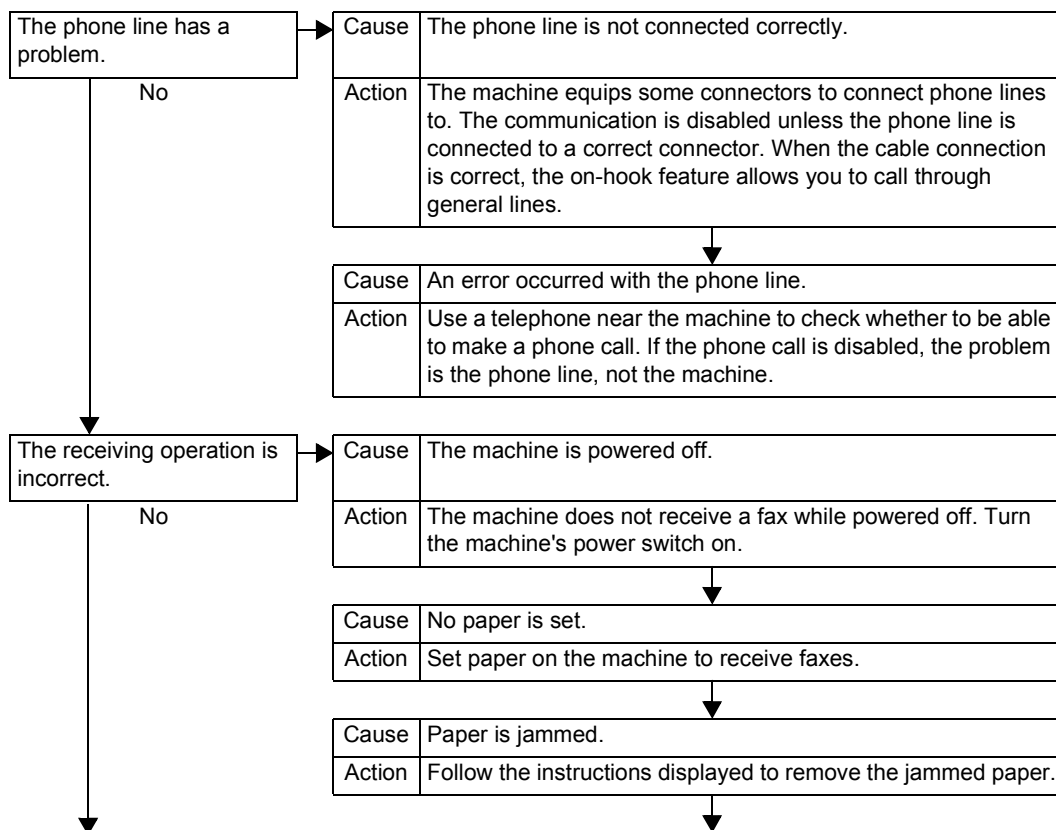 The phone line has a
problem.
No
Cause The phone line is not connected correctly.
Action The machine equips some connectors to connect phone lines
to. The communication is disabled unless the phone line is
connected to a correct connector. When the cable connection
is correct, the on-hook feature allows you to call through
general lines.
Cause An error occurred with the phone line.
Action Use a telephone near the machine to check whether to be able
to make a phone call. If the phone call is disabled, the problem
is the phone line, not the machine.
The receiving operation is
incorrect.
No
Cause The machine is powered off.
Action The machine does not receive a fax while powered off. Turn
the machine's power switch on.
Cause No paper is set.
Action Set paper on the machine to receive faxes.
Cause Paper is jammed.
Action Follow the instructions displayed to remove the jammed paper.